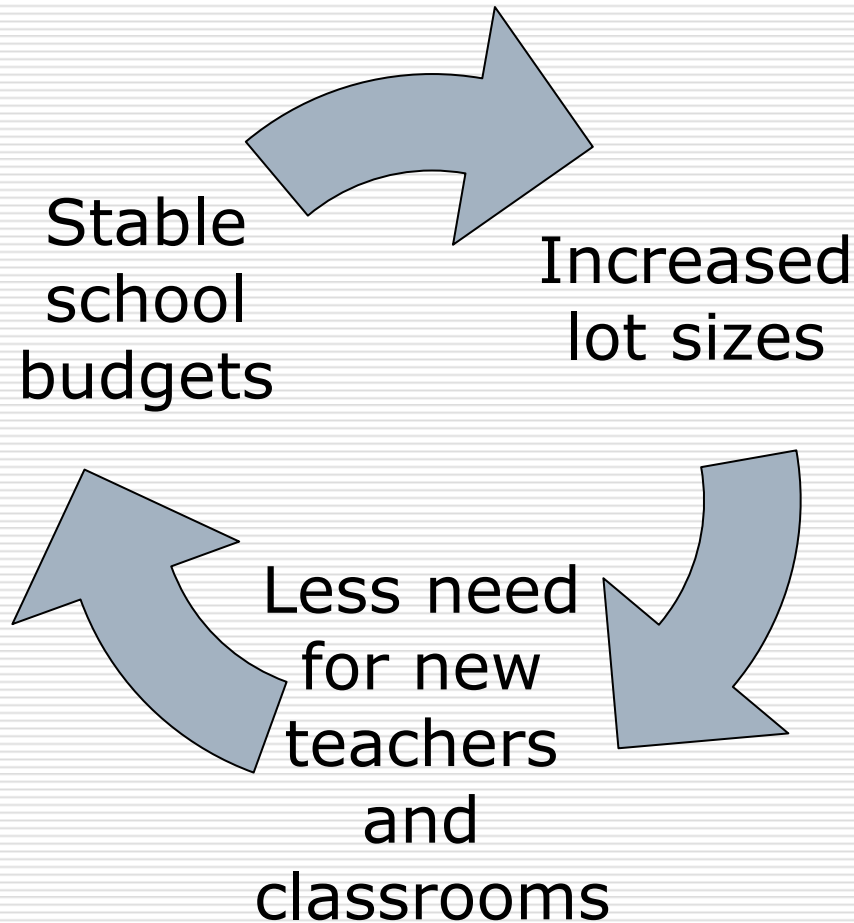 Stable
school
budgets
Increased
lot sizes
Less need
for new
teachers
and
classrooms